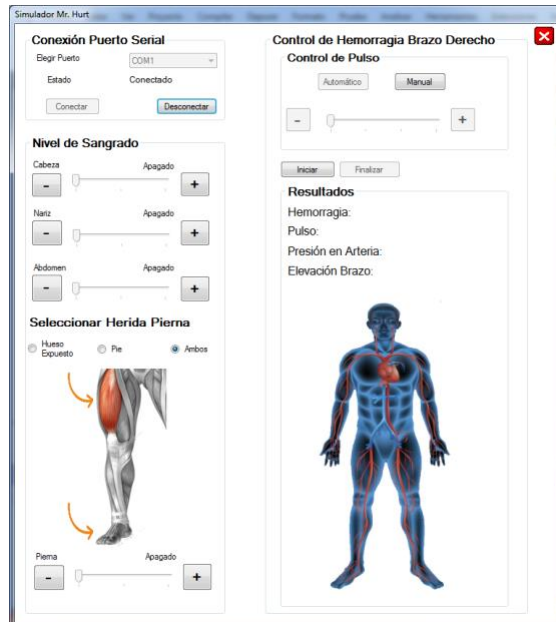 Simulador Mr. Hurt
Conexión Puerto Serial
Elegir Puerto
COM1
Estado
Conectado
Conectar
Desconectar
Nivel de Sangrado
Cabeza
Apagado
-
+
Nariz
Apagado
-
+
Abdomen
Apagado
-
+
Seleccionar Herida Pierna
Hueso
Expuesto
Pie
Ambos
Pierna
Apagado
-
+
Control de Hemorragia Brazo Derecho
Control de Pulso
Automático
Manual
-
+
Iniciar
Finalizar
Resultados
Hemorragia:
Pulso:
Presión en Arteria:
Elevación Brazo: